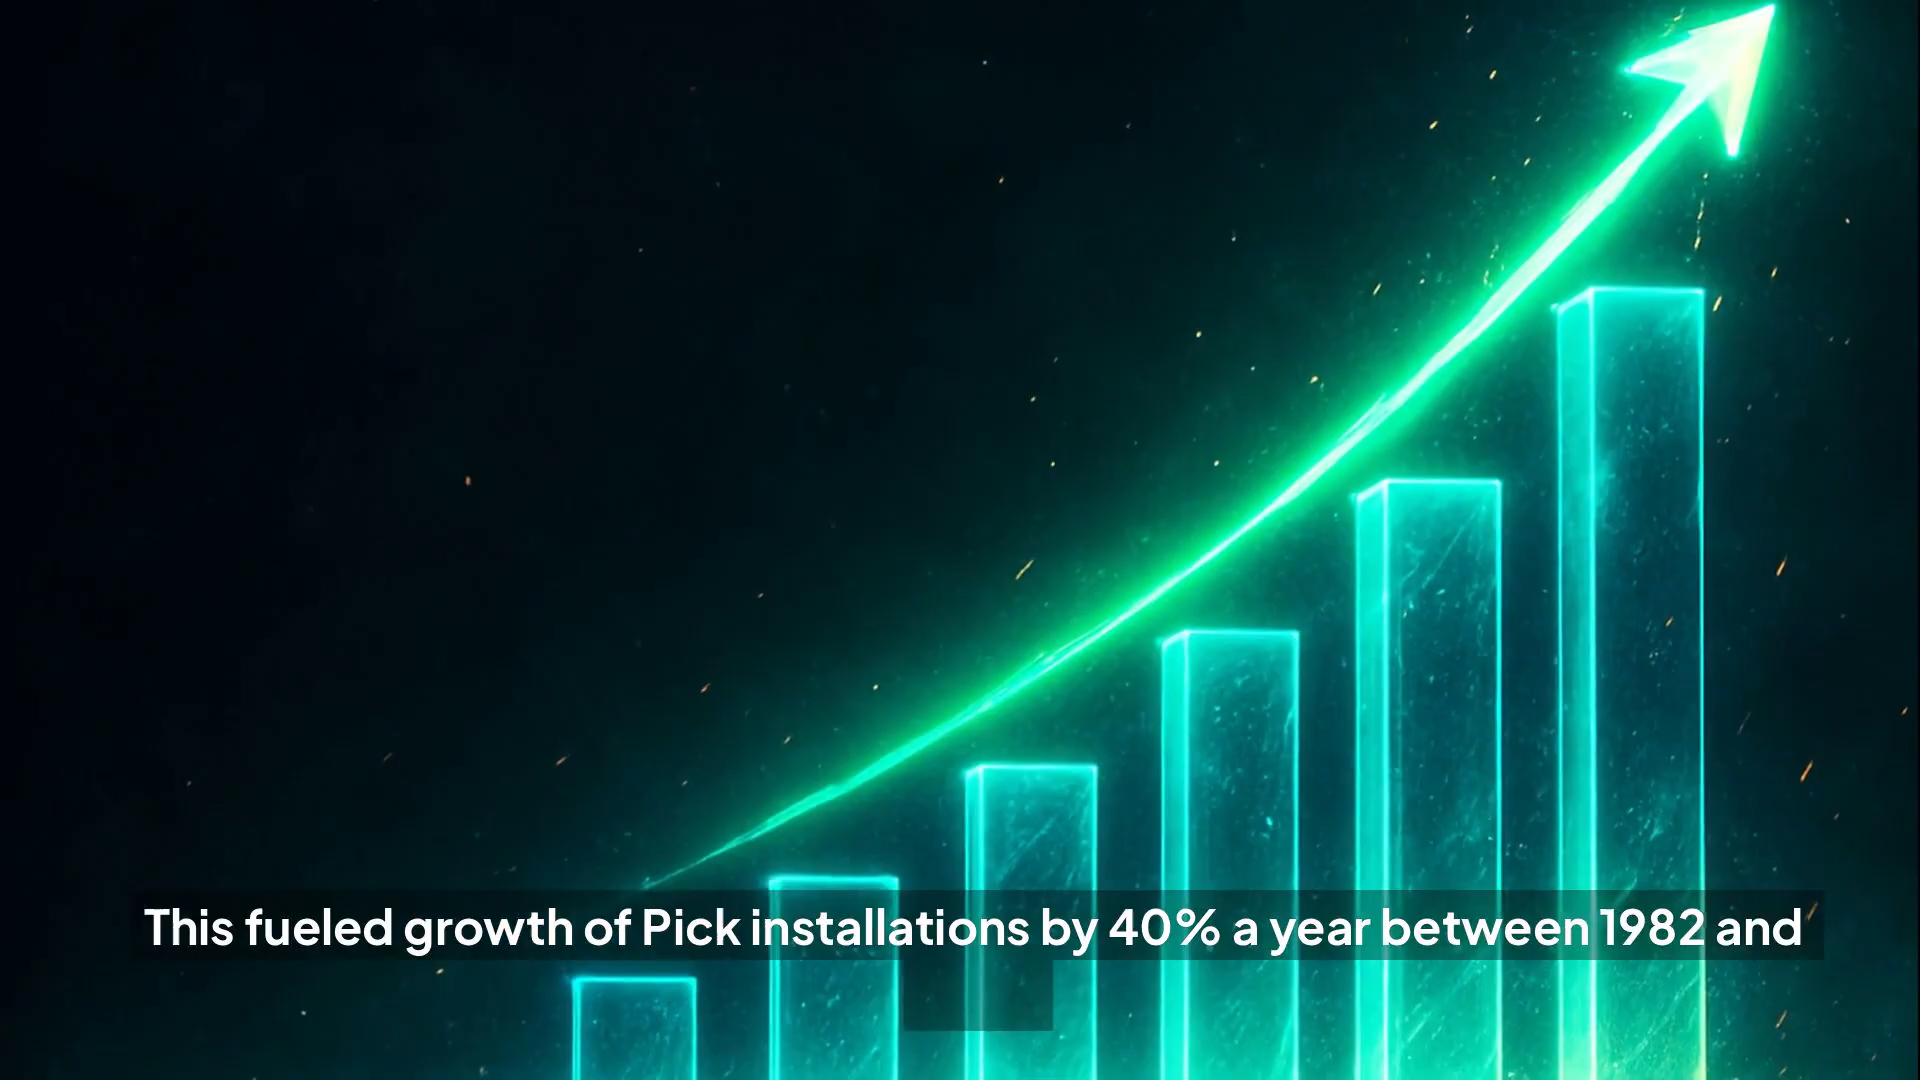 This fueled growth of Pick installations by 40% a year between 1982 and